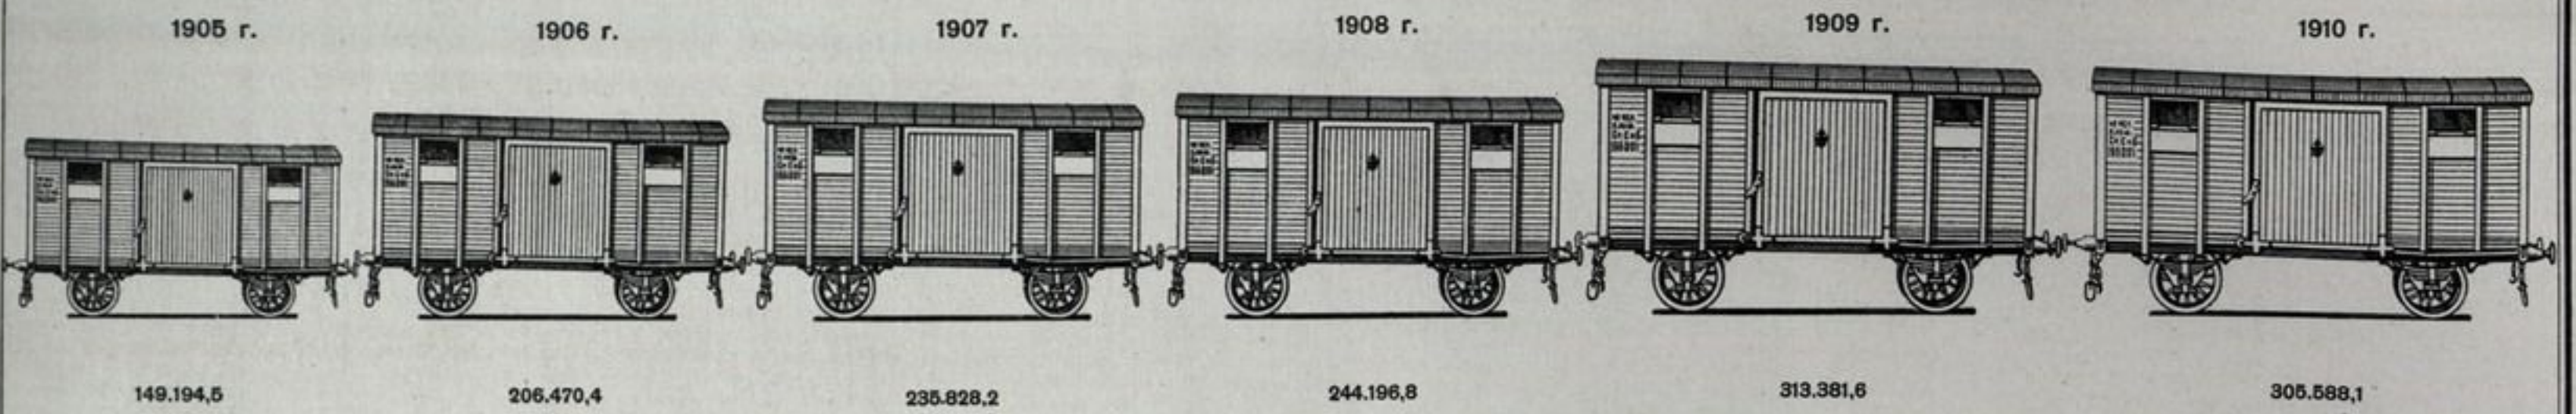 1905 г. 1906 г. 1907 г. 1908 г. 1909 г. 1910 г.
149.194,5 206.470,4 235.828,2 244.196,8 313.381,6 305.588,1